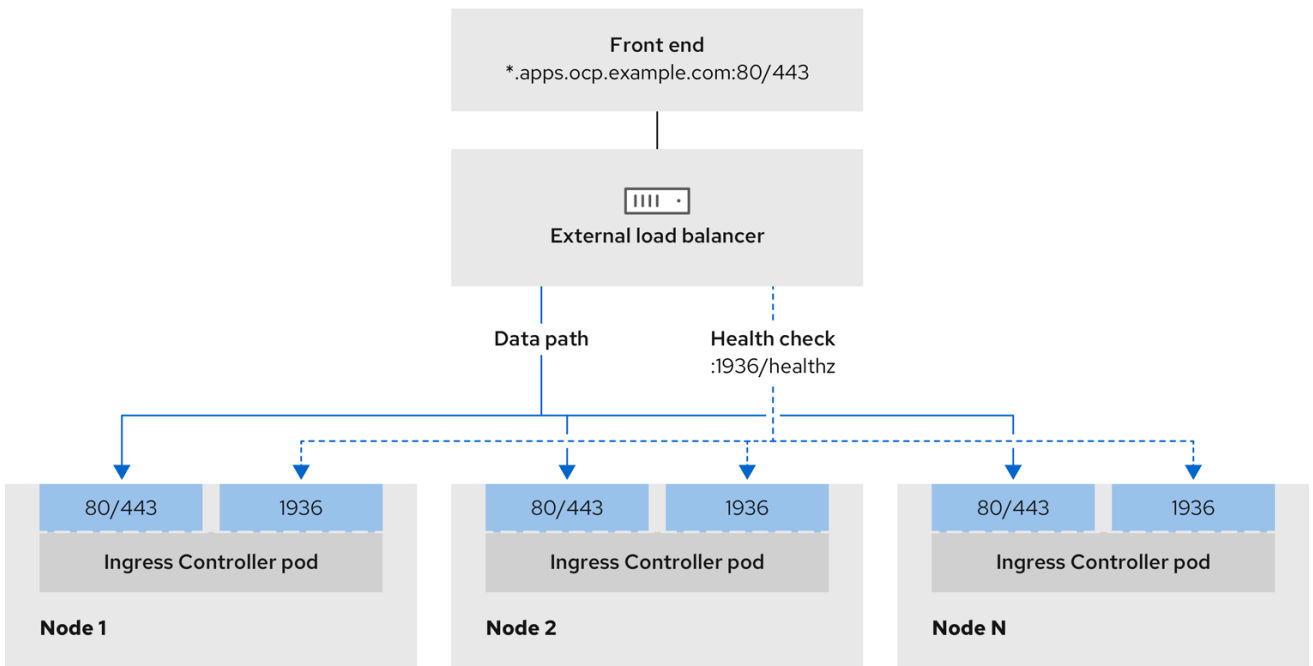 Front end
*.apps.ocp.example.com:80/443
External load balancer
Data path
Health check
:1936/healthz
80/443
1936
80/443
1936
80/443
1936
Ingress Controller pod
Ingress Controller pod
Ingress Controller pod
Node 1
Node 2
Node N